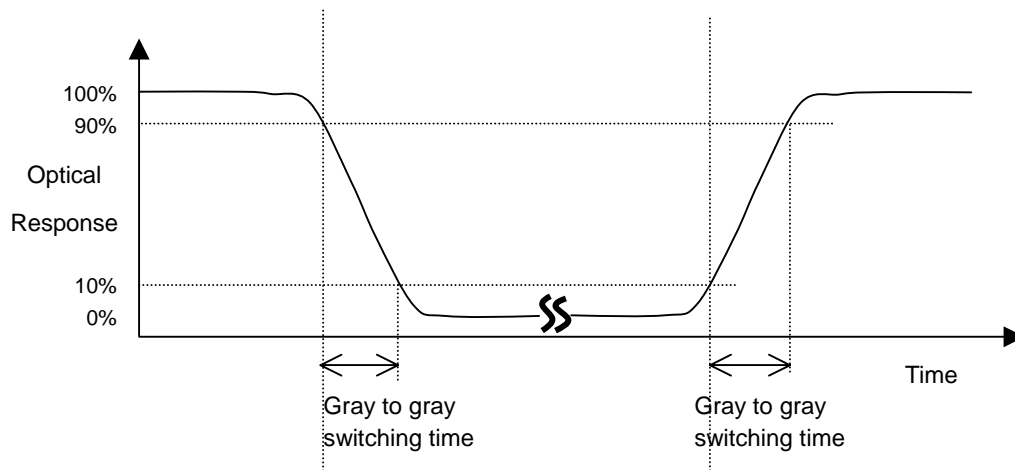 100%
90%
Optical
Response
10%
0%
Time
Gray to gray
switching time
Gray to gray
switching time